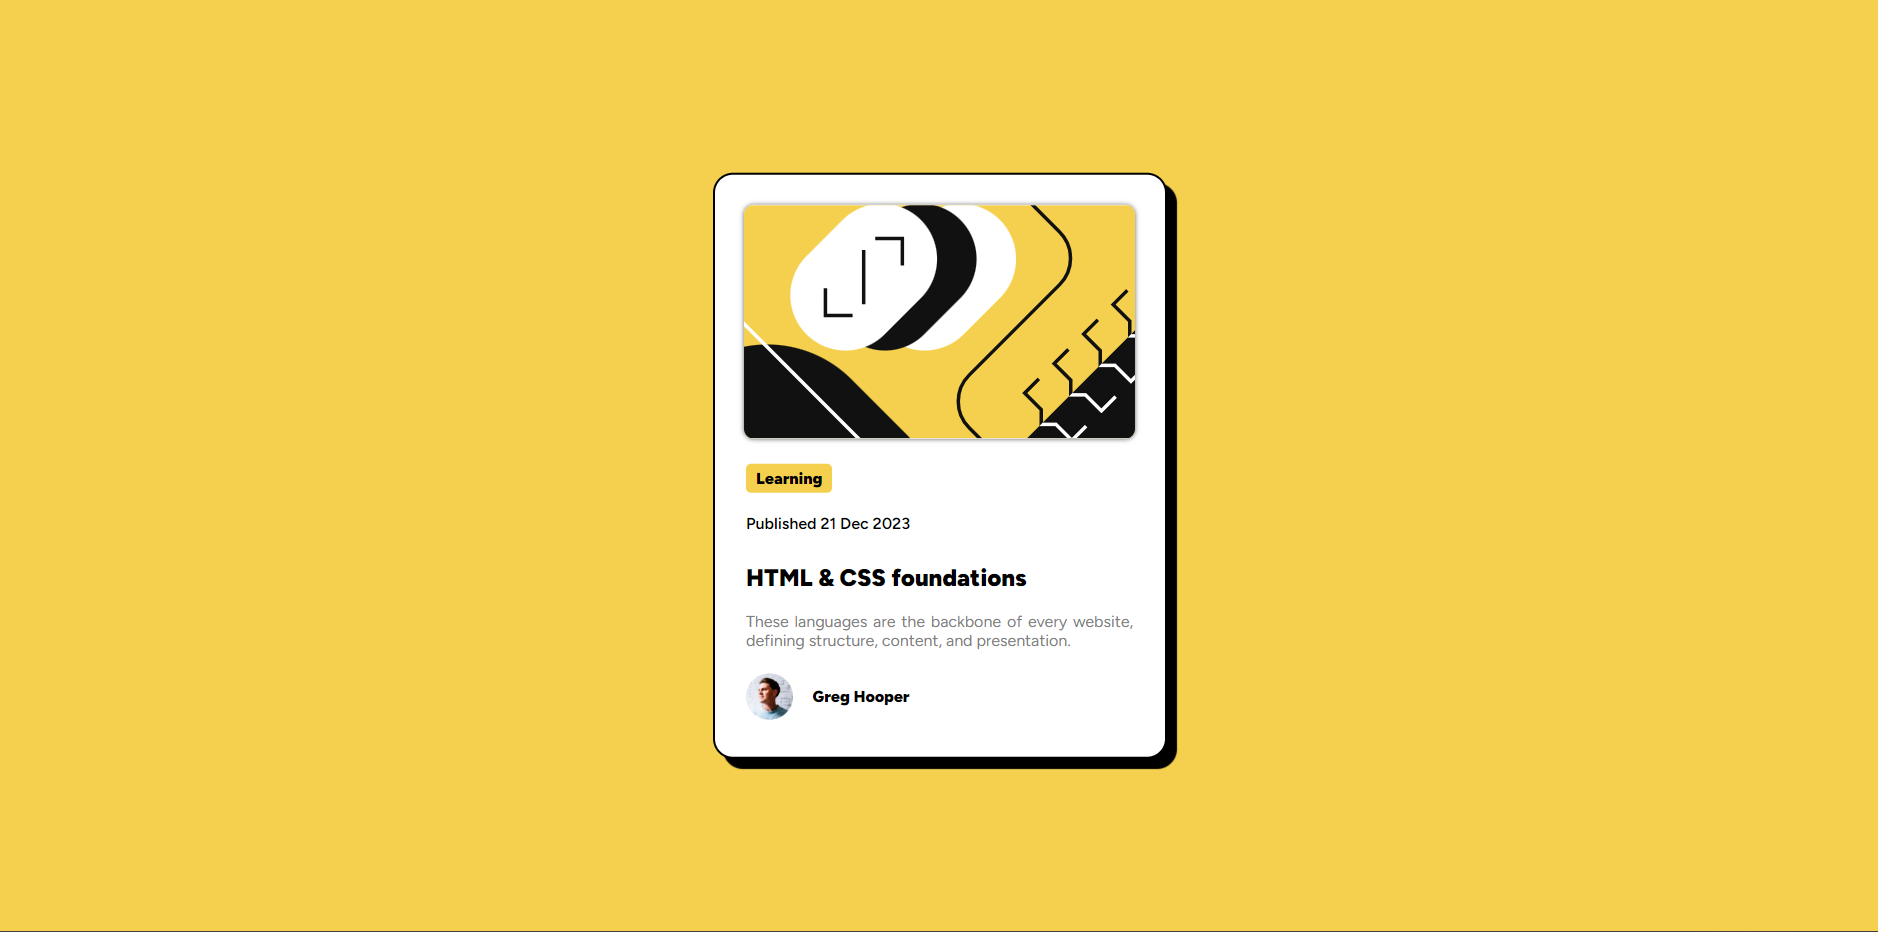 Learning
Published 21 Dec 2023
HTML & CSS foundations
These languages are the backbone of every website,
defining structure, content, and presentation.
Greg Hooper